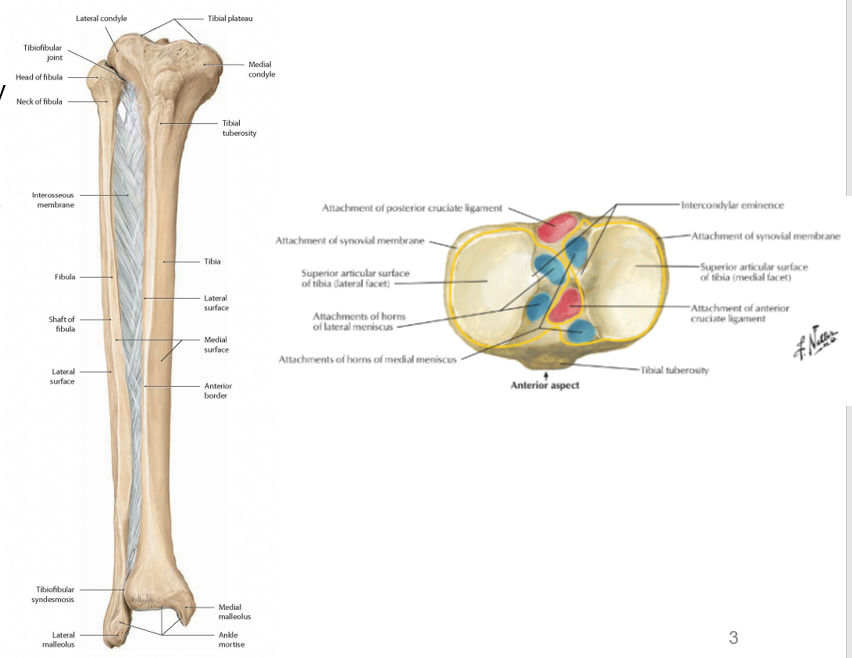 Lateral condyle
Tibial plateau
Tibiofibular
joint
Medial
condyle
Head of fibula
Neck of fibula
Tibial
tuberosity
Interosseous
membrane
Tibia
Fibula
Lateral
surface
Shaft of
fibula
Medial
surface
Lateral
surface
Anterior
border
Tibiofibular
syndesmosis
Medial
malleolus
Lateral
malleolus
Ankle
mortise
Attachment of posterior cruciate ligament
Intercondylar eminence
Attachment of synovial membrane
Attachment of synovial membrane
Superior articular surface
of tibia (lateral facet)
Superior articular surface
of tibia (medial facet)
Attachments of horns
of lateral meniscus
Attachment of anterior
cruciate ligament
Attachments of horns of medial meniscus
Tibial tuberosity
Anterior aspect
F. Netter
3